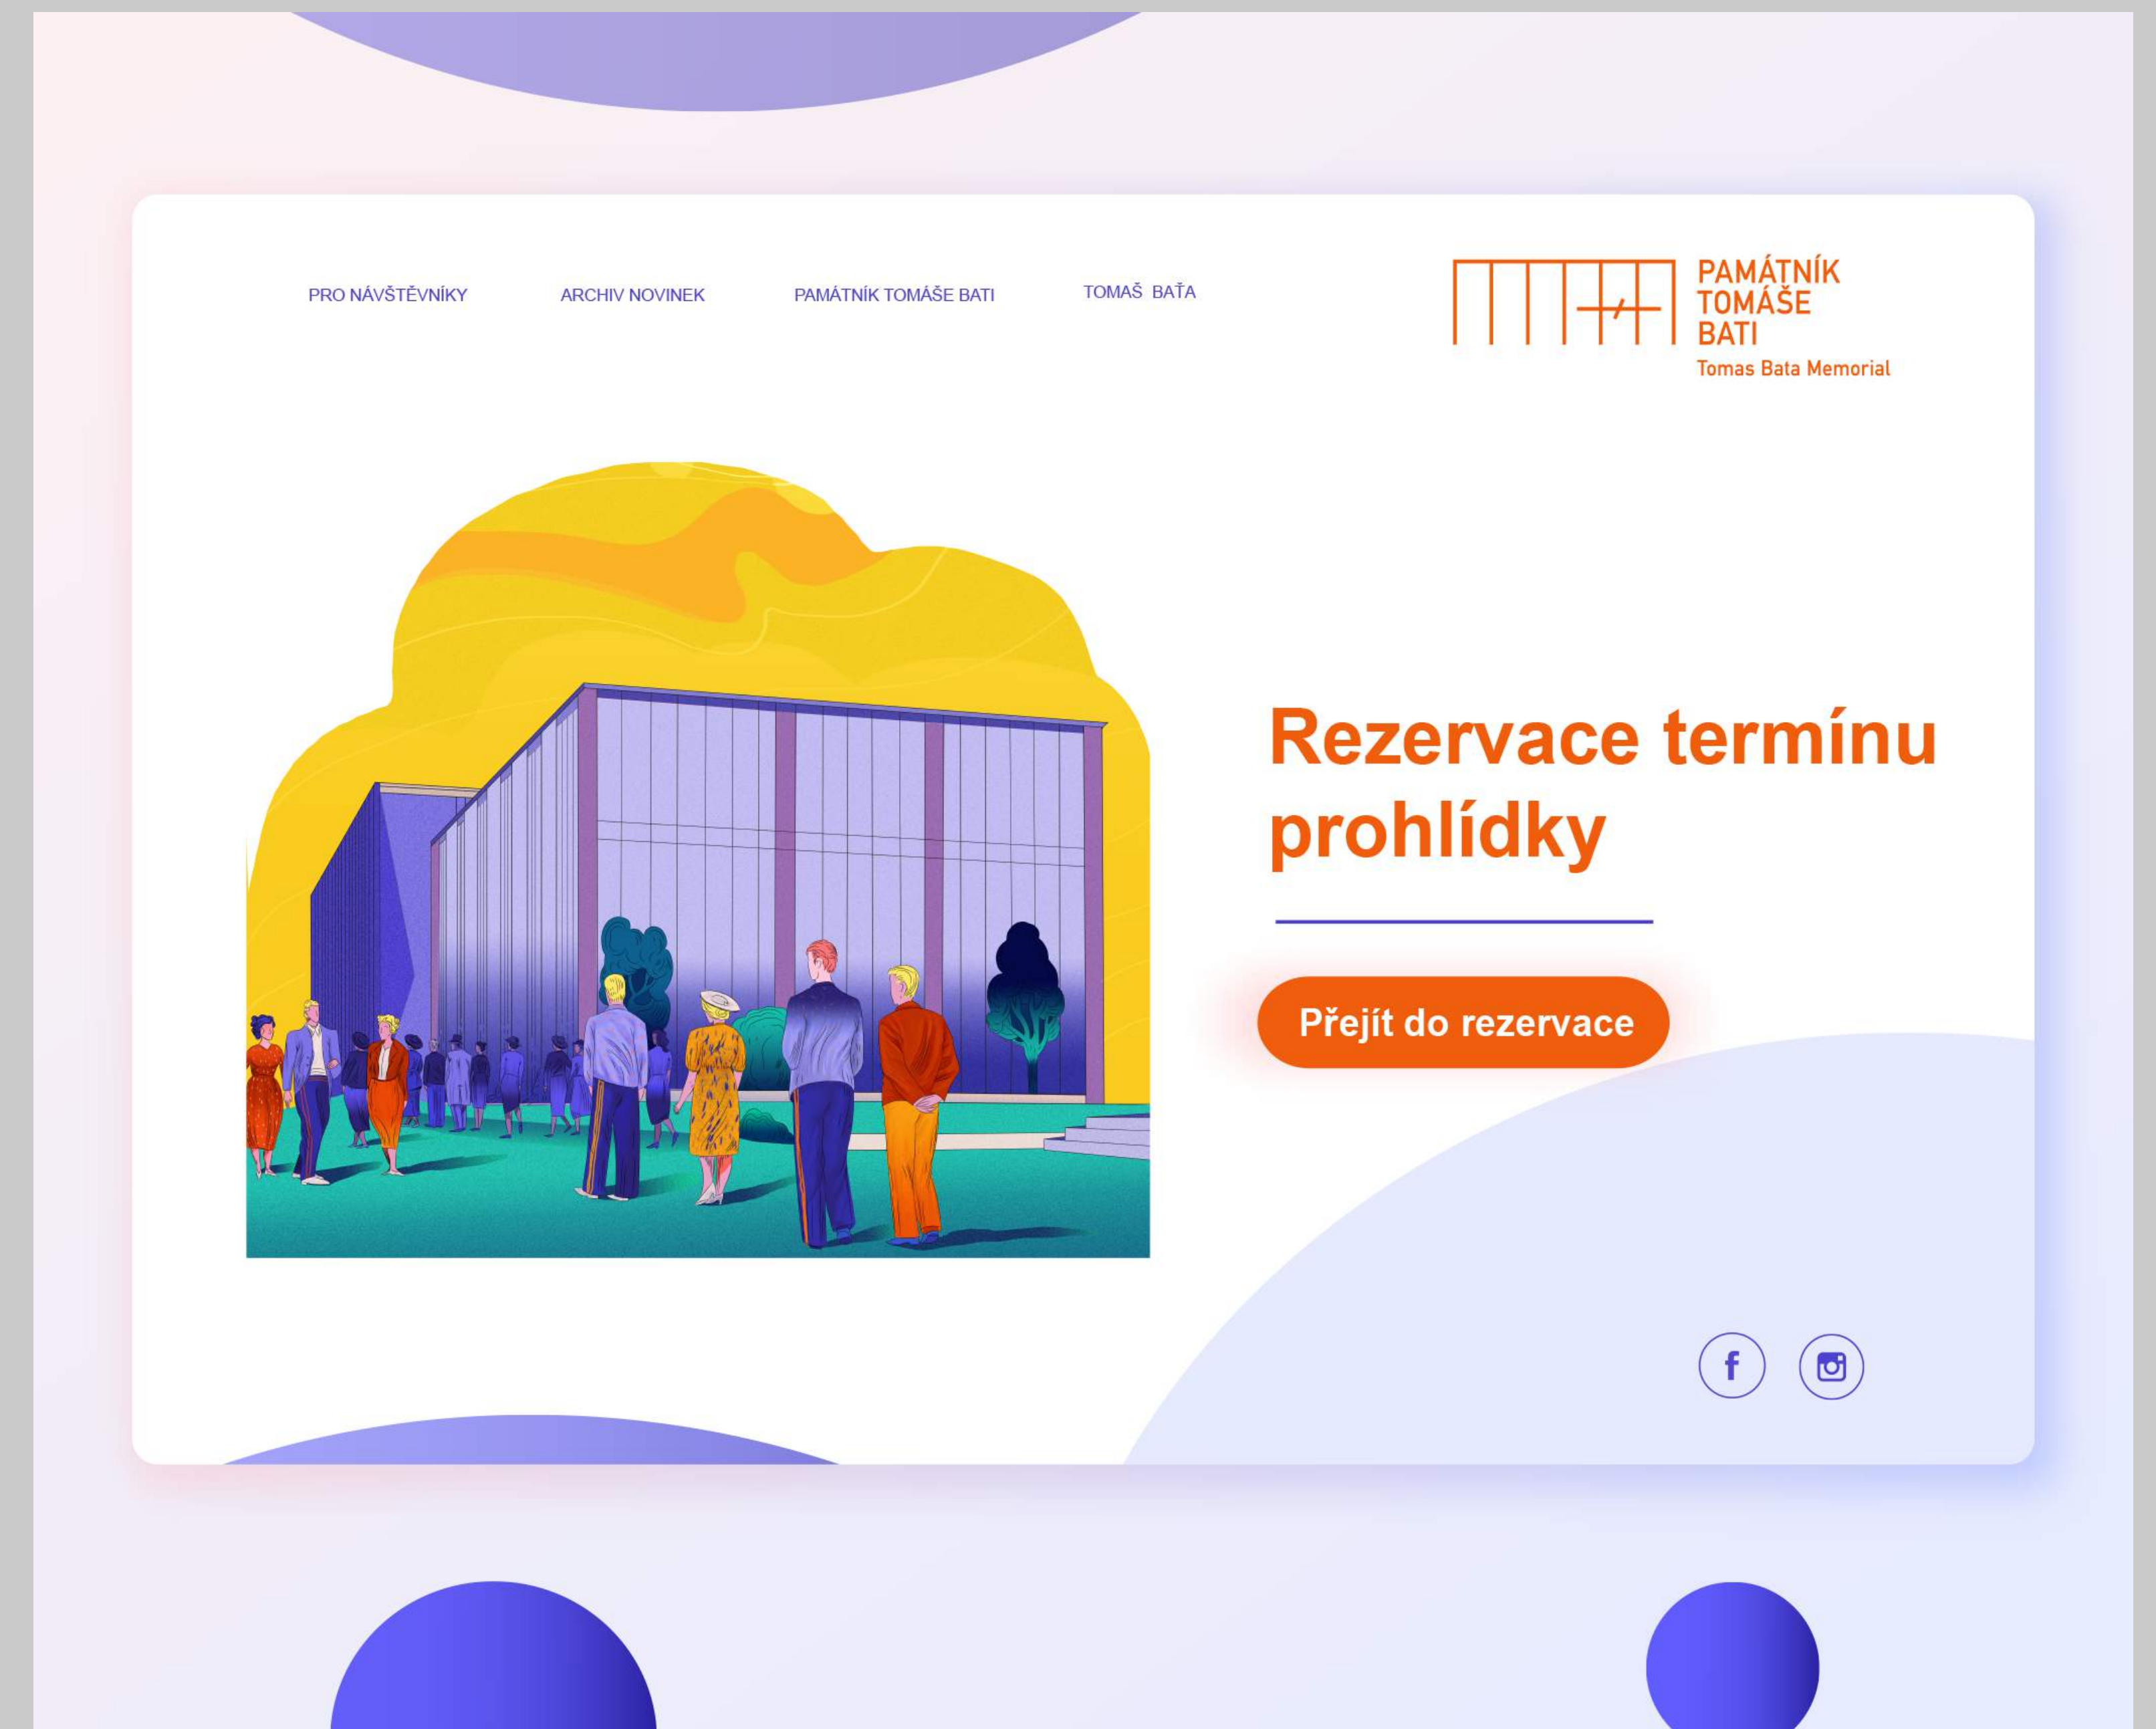 PRO NÁVŠTĚVNÍKY
ARCHIV NOVINEK
PAMÁTNÍK TOMÁŠE BATI
TOMAŠ BAŤA
PAMÁTNÍK
TOMÁŠE
BATI
Tomas Bata Memorial
Rezervace termínu
prohlídky
Přejít do rezervace
f